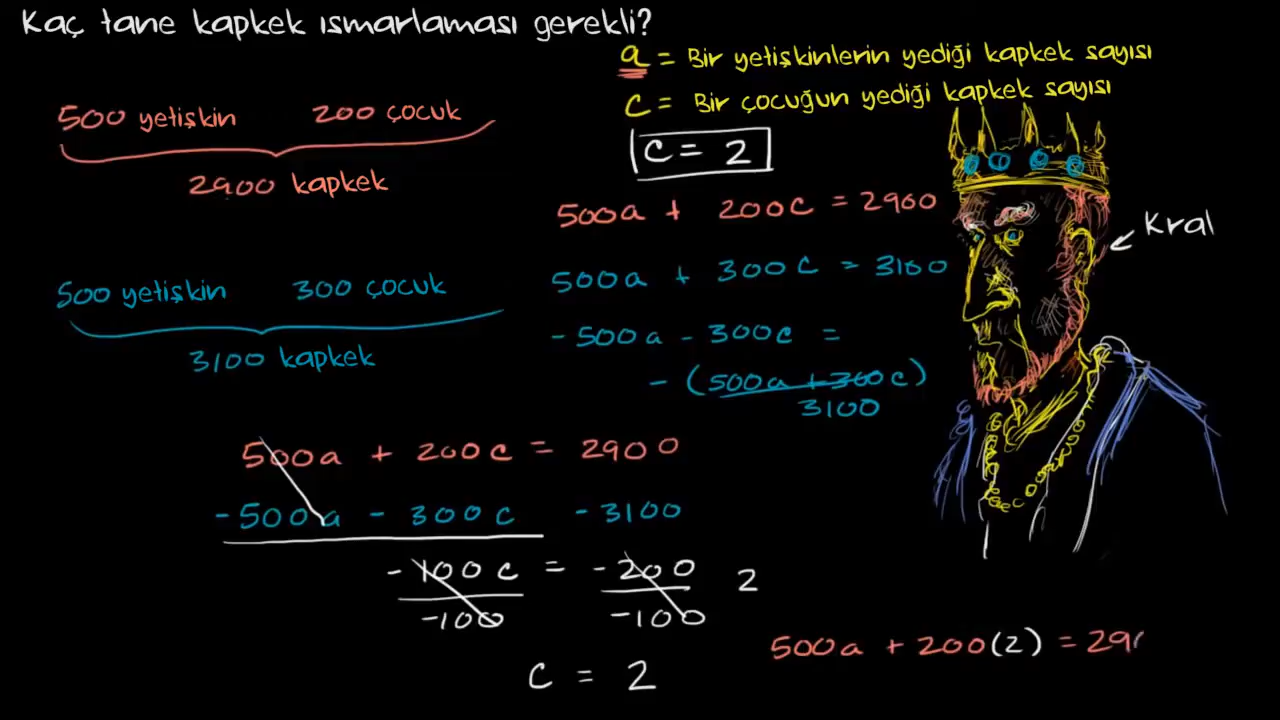 Kaç tane kapkek ısmarlaması gerekli?
a = Bir yetişkinlerin yediği kapkek sayısı
c = Bir çocuğun yediği kapkek sayısı
c = 2
500 yetişkin 200 çocuk
2900 kapkek
500a + 200c = 2900
Kral
500 yetişkin 300 çocuk
3100 kapkek
500a + 300c = 3100
-500a - 300c =
- (500a + 300c)
3100
500a + 200c = 2900
-500a - 300c - 3100
-100c = -200 2
-100 -100
c = 2
500a + 200(2) = 29